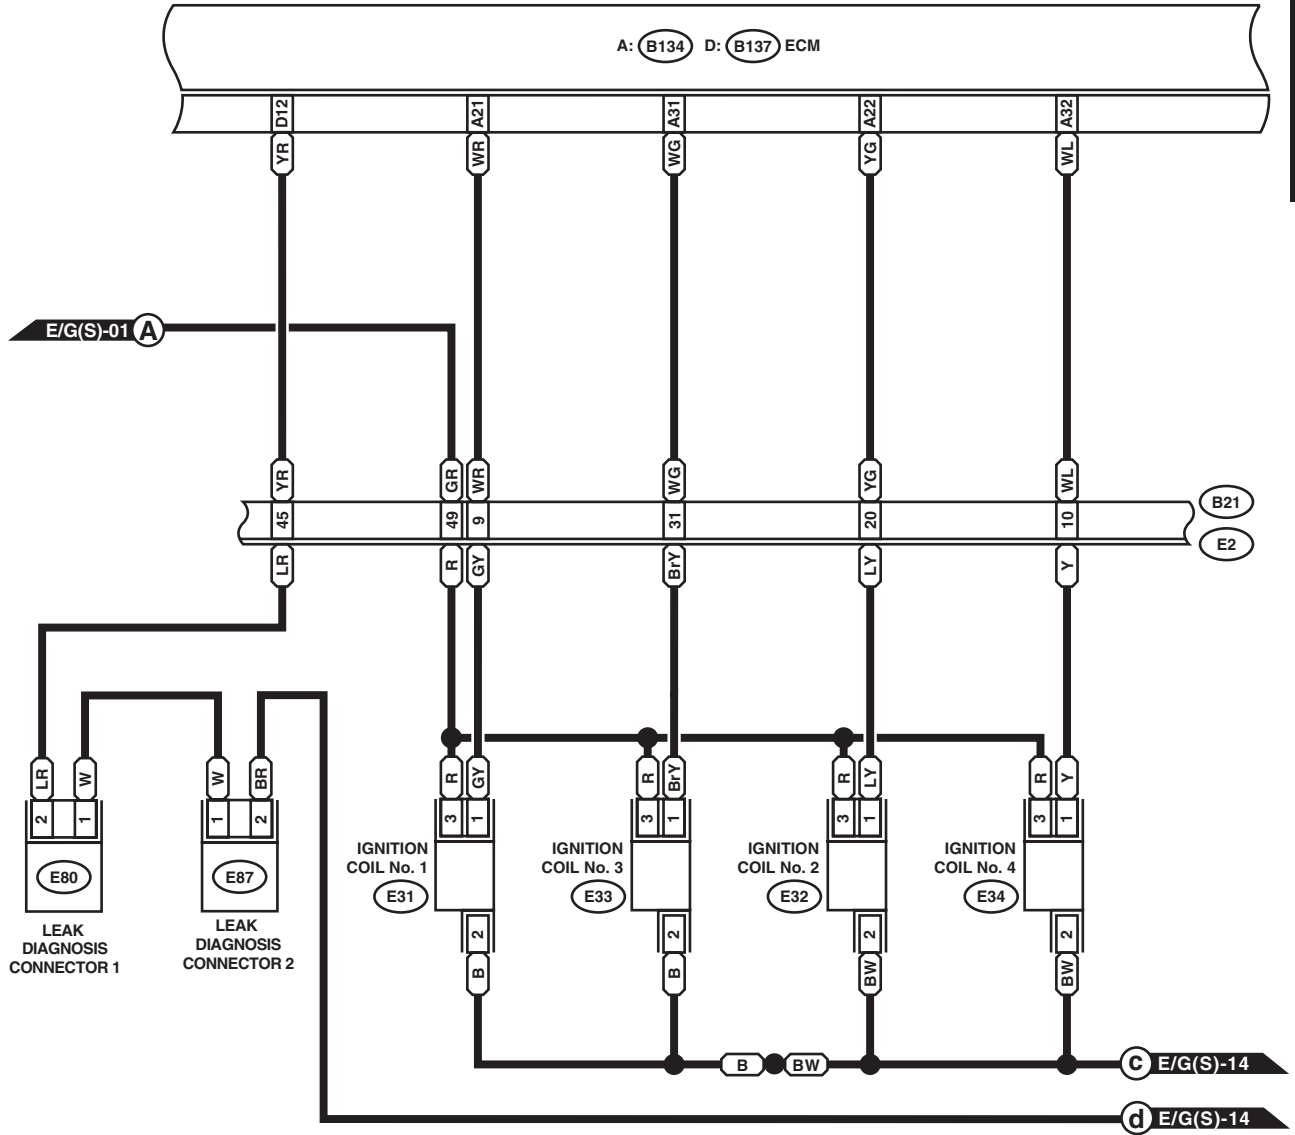 A: B134 D: B137 ECM
D12 A21 A31 A22 A32
YR WR WG YG WL
E/G(S)-01 A
YR GR WR WG YG WL
B21
45 49 9 31 20 10
E2
LR R GY BrY LY Y
LR W W BR R GY R BrY R LY R Y
2 1 1 2 3 1 3 1 3 1 3 1
IGNITION
COIL No. 1
E31
IGNITION
COIL No. 3
E33
IGNITION
COIL No. 2
E32
IGNITION
COIL No. 4
E34
E80
E87
LEAK
DIAGNOSIS
CONNECTOR 1
LEAK
DIAGNOSIS
CONNECTOR 2
2 2 2 2
B B BW BW
B BW
c E/G(S)-14
d E/G(S)-14